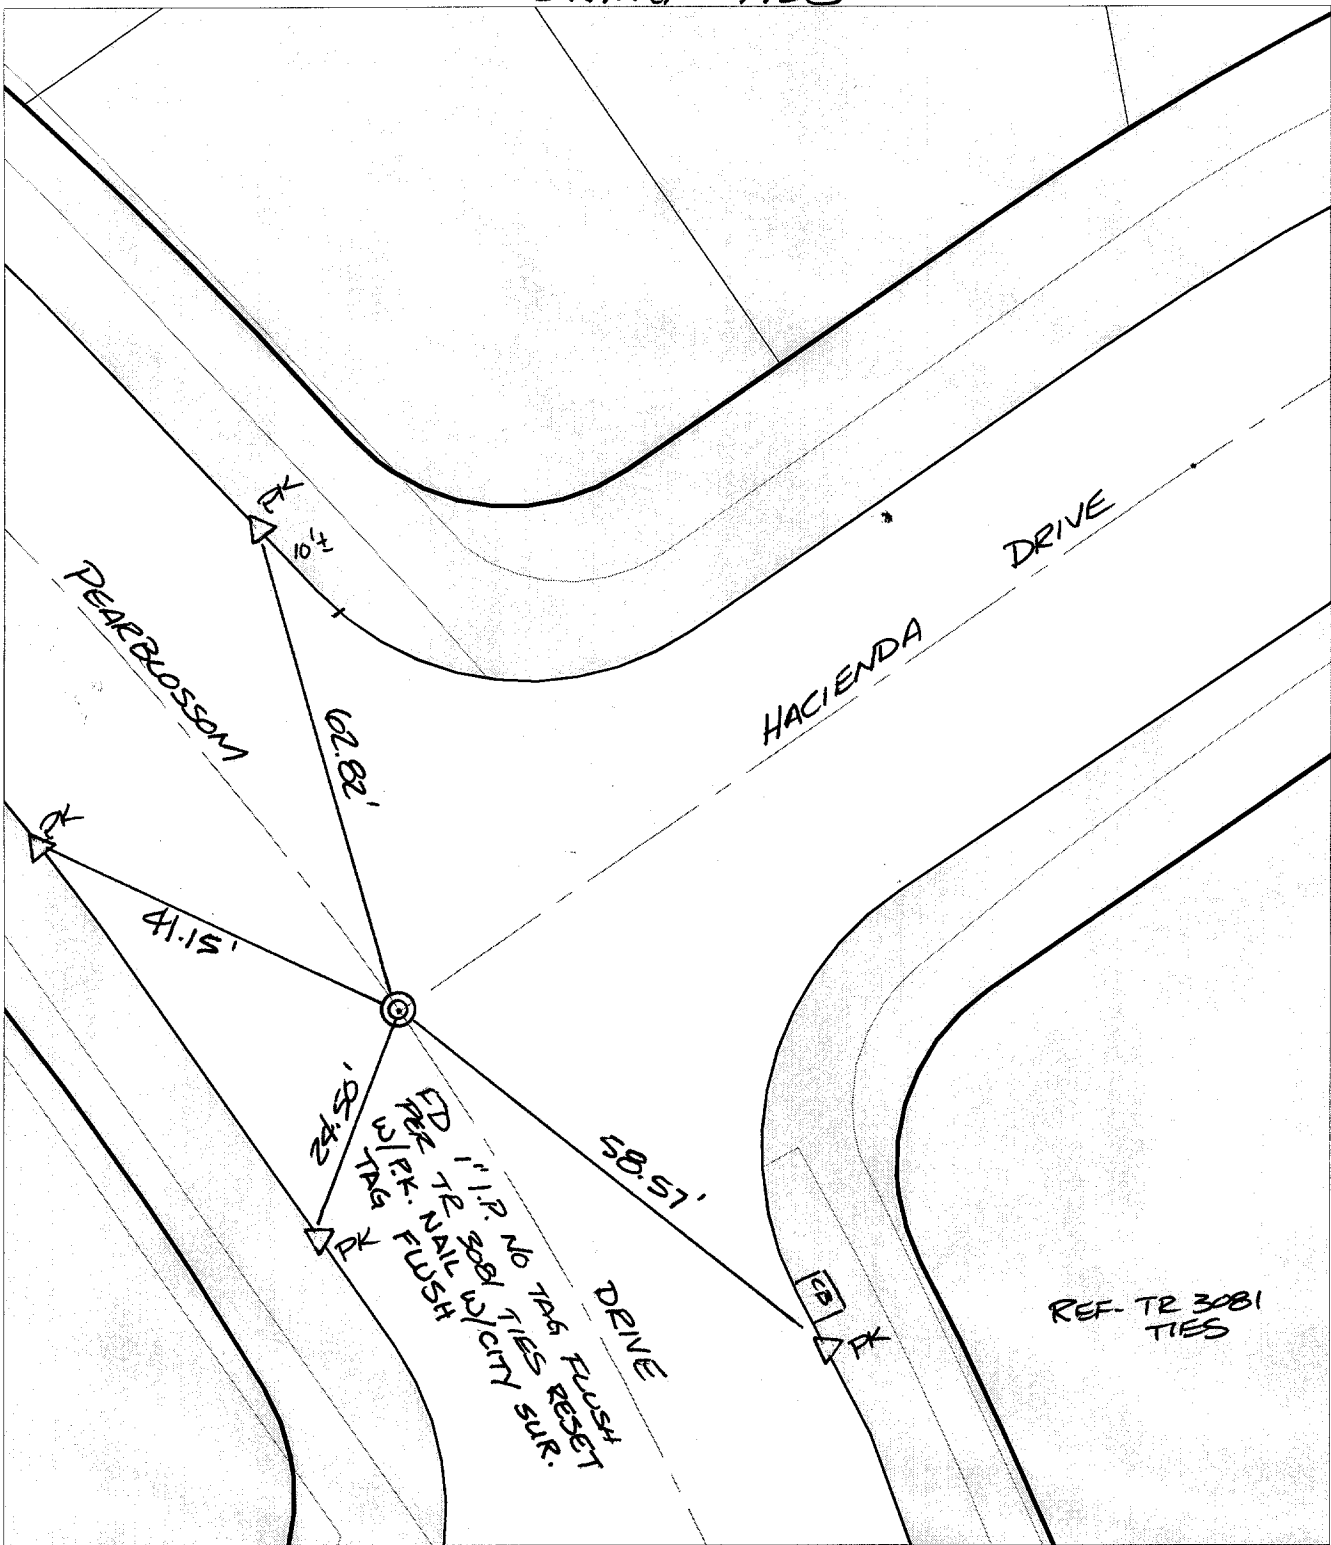 PK
10'±
PEARBLOSSOM
DRIVE
HACIENDA
62.82'
PK
41.15'
24.50'
FD 1" I.P. NO TAG FLUSH
PER TR 3081 TIES RESET
W/P.K. NAIL W/CITY SUR.
TAG FLUSH
58.57'
PK
DRIVE
CB
PK
REF- TR 3081
TIES